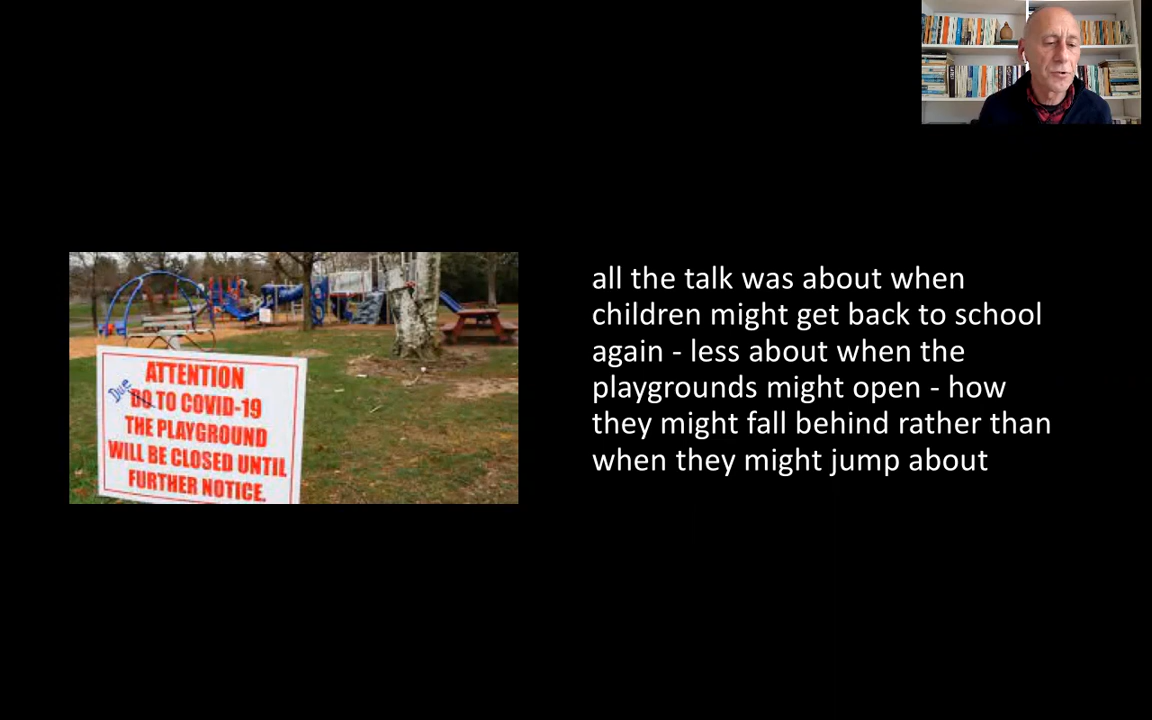 ATTENTION
Due
DO TO COVID-19
THE PLAYGROUND
WILL BE CLOSED UNTIL
FURTHER NOTICE.
all the talk was about when
children might get back to school
again - less about when the
playgrounds might open - how
they might fall behind rather than
when they might jump about